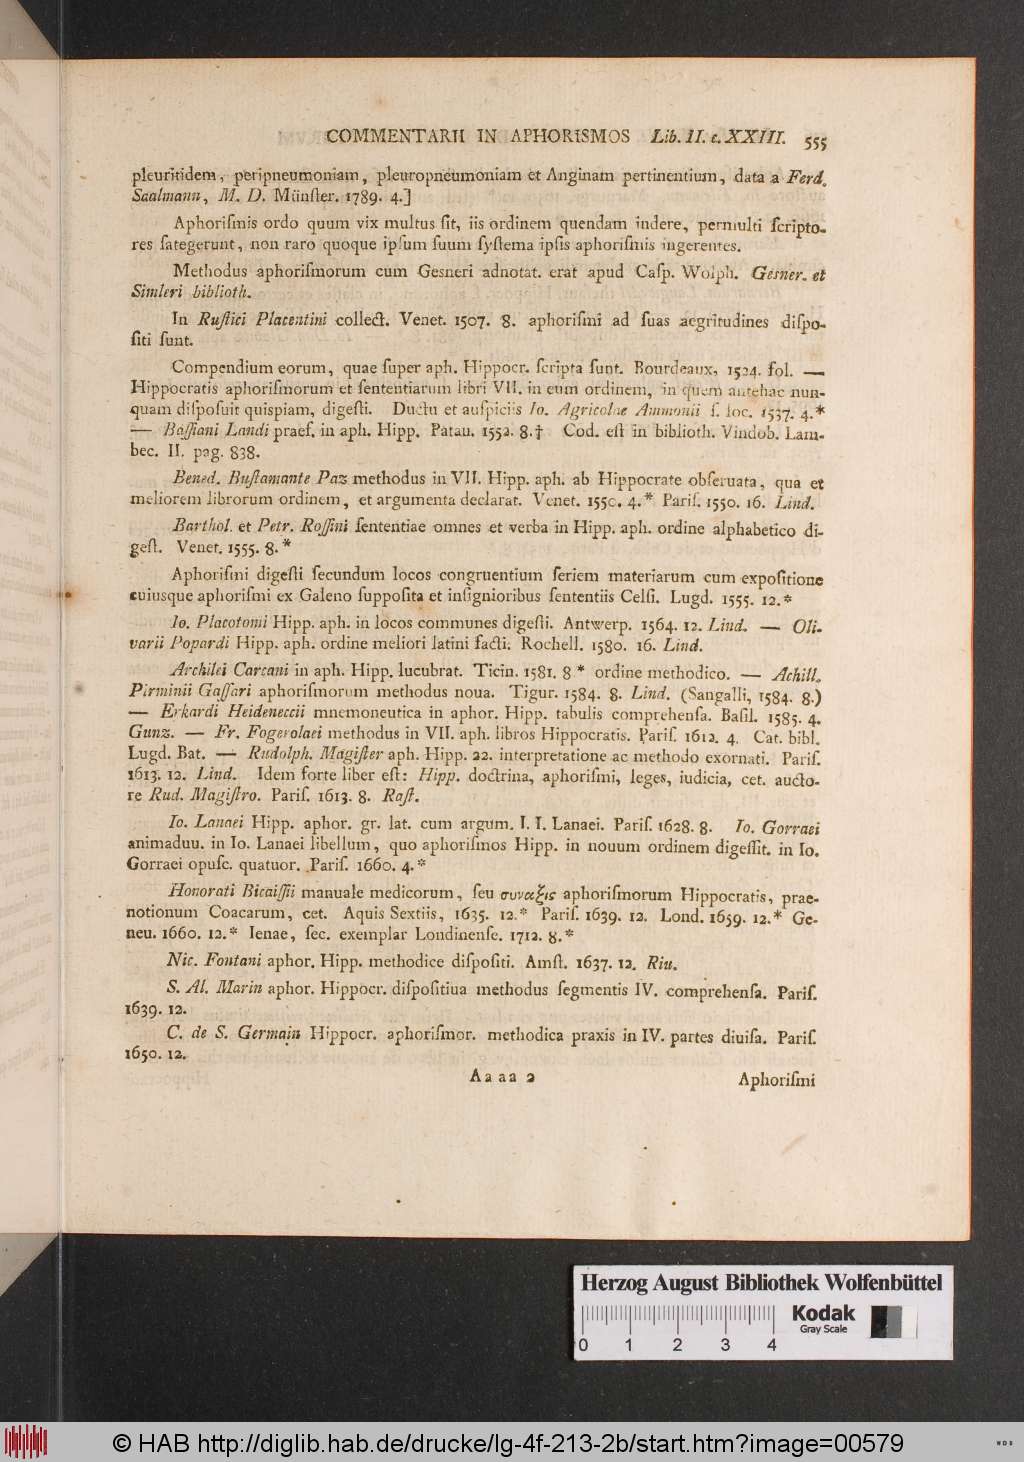 COMMENTARII IN APHORISMOS Lib. II. c. XXIII. 555
pleuritidem, peripneumoniam, pleuropneumoniam et Anginam pertinentium, data a Ferd.
Saalmann, M. D. Münſter. 1789. 4.]
Aphoriſmis ordo quum vix multus ſit, iis ordinem quendam indere, permulti ſcripto-
res ſategerunt, non raro quoque ipſum ſuum ſyſtema ipſis aphoriſmis ingerentes.
Methodus aphoriſmorum cum Gesneri adnotat. erat apud Caſp. Wolph. Gesner. et
Simleri biblioth.
In Ruſtici Placentini collect. Venet. 1507. 8. aphoriſmi ad ſuas aegritudines diſpo-
ſiti ſunt.
Compendium eorum, quae ſuper aph. Hippocr. ſcripta ſunt. Bourdeaux, 1524. fol. —
Hippocratis aphoriſmorum et ſententiarum libri VII. in eum ordinem, in quem antehac nun-
quam diſpoſuit quispiam, digeſti. Ductu et auſpiciis Io. Agricolae Ammonii ſ. loc. 1537. 4.*
— Baſſiani Landi praef. in aph. Hipp. Patau. 1552. 8.† Cod. eſt in biblioth. Vindob. Lam-
bec. II. pag. 838.
Bened. Buſtamante Paz methodus in VII. Hipp. aph. ab Hippocrate obſeruata, qua et
meliorem librorum ordinem, et argumenta declarat. Venet. 1550. 4.* Pariſ. 1550. 16. Lind.
Barthol. et Petr. Roſſini ſententiae omnes et verba in Hipp. aph. ordine alphabetico di-
geſt. Venet. 1555. 8.*
Aphoriſmi digeſti ſecundum locos congruentium ſeriem materiarum cum expoſitione
cuiusque aphoriſmi ex Galeno ſuppoſita et inſignioribus ſententiis Celſi. Lugd. 1555. 12.*
Io. Placotomi Hipp. aph. in locos communes digeſti. Antwerp. 1564. 12. Lind. — Oli-
varii Popardi Hipp. aph. ordine meliori latini facti. Rochell. 1580. 16. Lind.
Archilei Carcani in aph. Hipp. lucubrat. Ticin. 1581. 8.* ordine methodico. — Achill.
Pirminii Gaſſari aphoriſmorum methodus noua. Tigur. 1584. 8. Lind. (Sangalli, 1584. 8.)
— Erkardi Heideneccii mnemoneutica in aphor. Hipp. tabulis comprehenſa. Baſil. 1585. 4.
Gunz. — Fr. Fogerolaei methodus in VII. aph. libros Hippocratis. Pariſ. 1612. 4. Cat. bibl.
Lugd. Bat. — Rudolph. Magiſter aph. Hipp. 22. interpretatione ac methodo exornati. Pariſ.
1613. 12. Lind. Idem forte liber eſt: Hipp. doctrina, aphoriſmi, leges, iudicia, cet. aucto-
re Rud. Magiſtro. Pariſ. 1613. 8. Raſt.
Io. Lanaei Hipp. aphor. gr. lat. cum argum. I. I. Lanaei. Pariſ. 1628. 8. Io. Gorraei
animaduu. in Io. Lanaei libellum, quo aphoriſmos Hipp. in nouum ordinem digeſſit. in Io.
Gorraei opuſc. quatuor. Pariſ. 1660. 4.*
Honorati Bicaiſſii manuale medicorum, ſeu συναξις aphoriſmorum Hippocratis, prae-
notionum Coacarum, cet. Aquis Sextiis, 1635. 12.* Pariſ. 1639. 12. Lond. 1659. 12.* Ge-
neu. 1660. 12.* Ienae, ſec. exemplar Londinenſe. 1712. 8.*
Nic. Fontani aphor. Hipp. methodice diſpoſiti. Amſt. 1637. 12. Riu.
S. Al. Marin aphor. Hippocr. diſpoſitiua methodus ſegmentis IV. comprehenſa. Pariſ.
1639. 12.
C. de S. Germain Hippocr. aphoriſmor. methodica praxis in IV. partes diuiſa. Pariſ.
1650. 12.
Aa aa 2 Aphoriſmi
Herzog August Bibliothek Wolfenbüttel
Kodak
Gray Scale
0 1 2 3 4
© HAB http://diglib.hab.de/drucke/lg-4f-213-2b/start.htm?image=00579
WDB